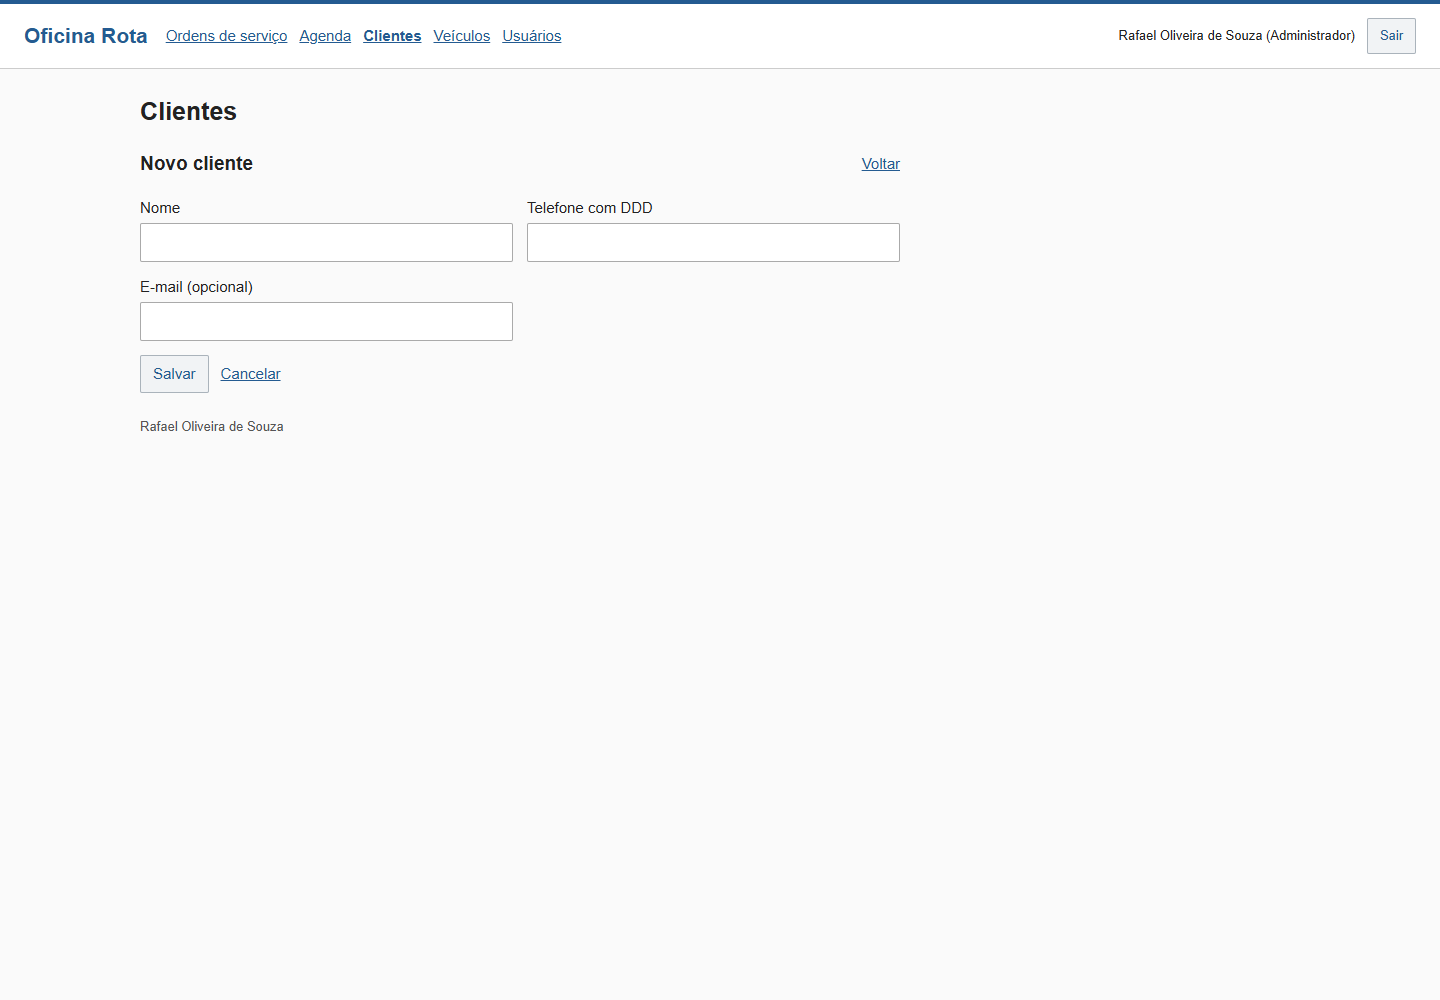 Oficina Rota Ordens de serviço Agenda Clientes Veículos Usuários Rafael Oliveira de Souza (Administrador) Sair
Clientes
Novo cliente Voltar
Nome Telefone com DDD
E-mail (opcional)
Salvar Cancelar
Rafael Oliveira de Souza